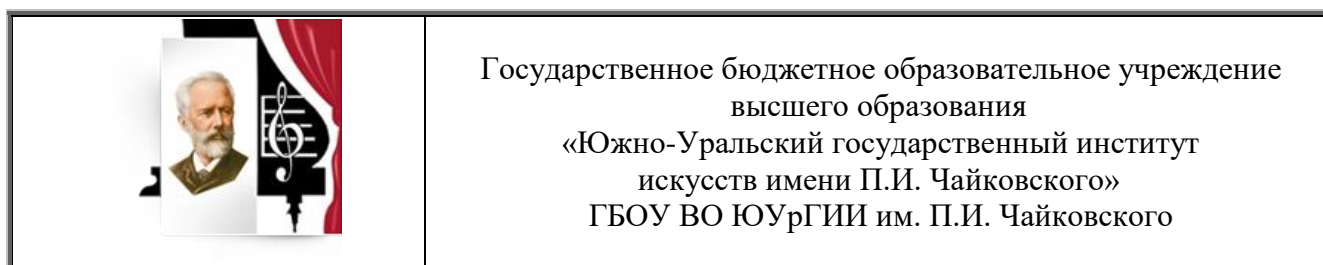 Государственное бюджетное образовательное учреждение
высшего образования
«Южно-Уральский государственный институт
искусств имени П.И. Чайковского»
ГБОУ ВО ЮУрГИИ им. П.И. Чайковского